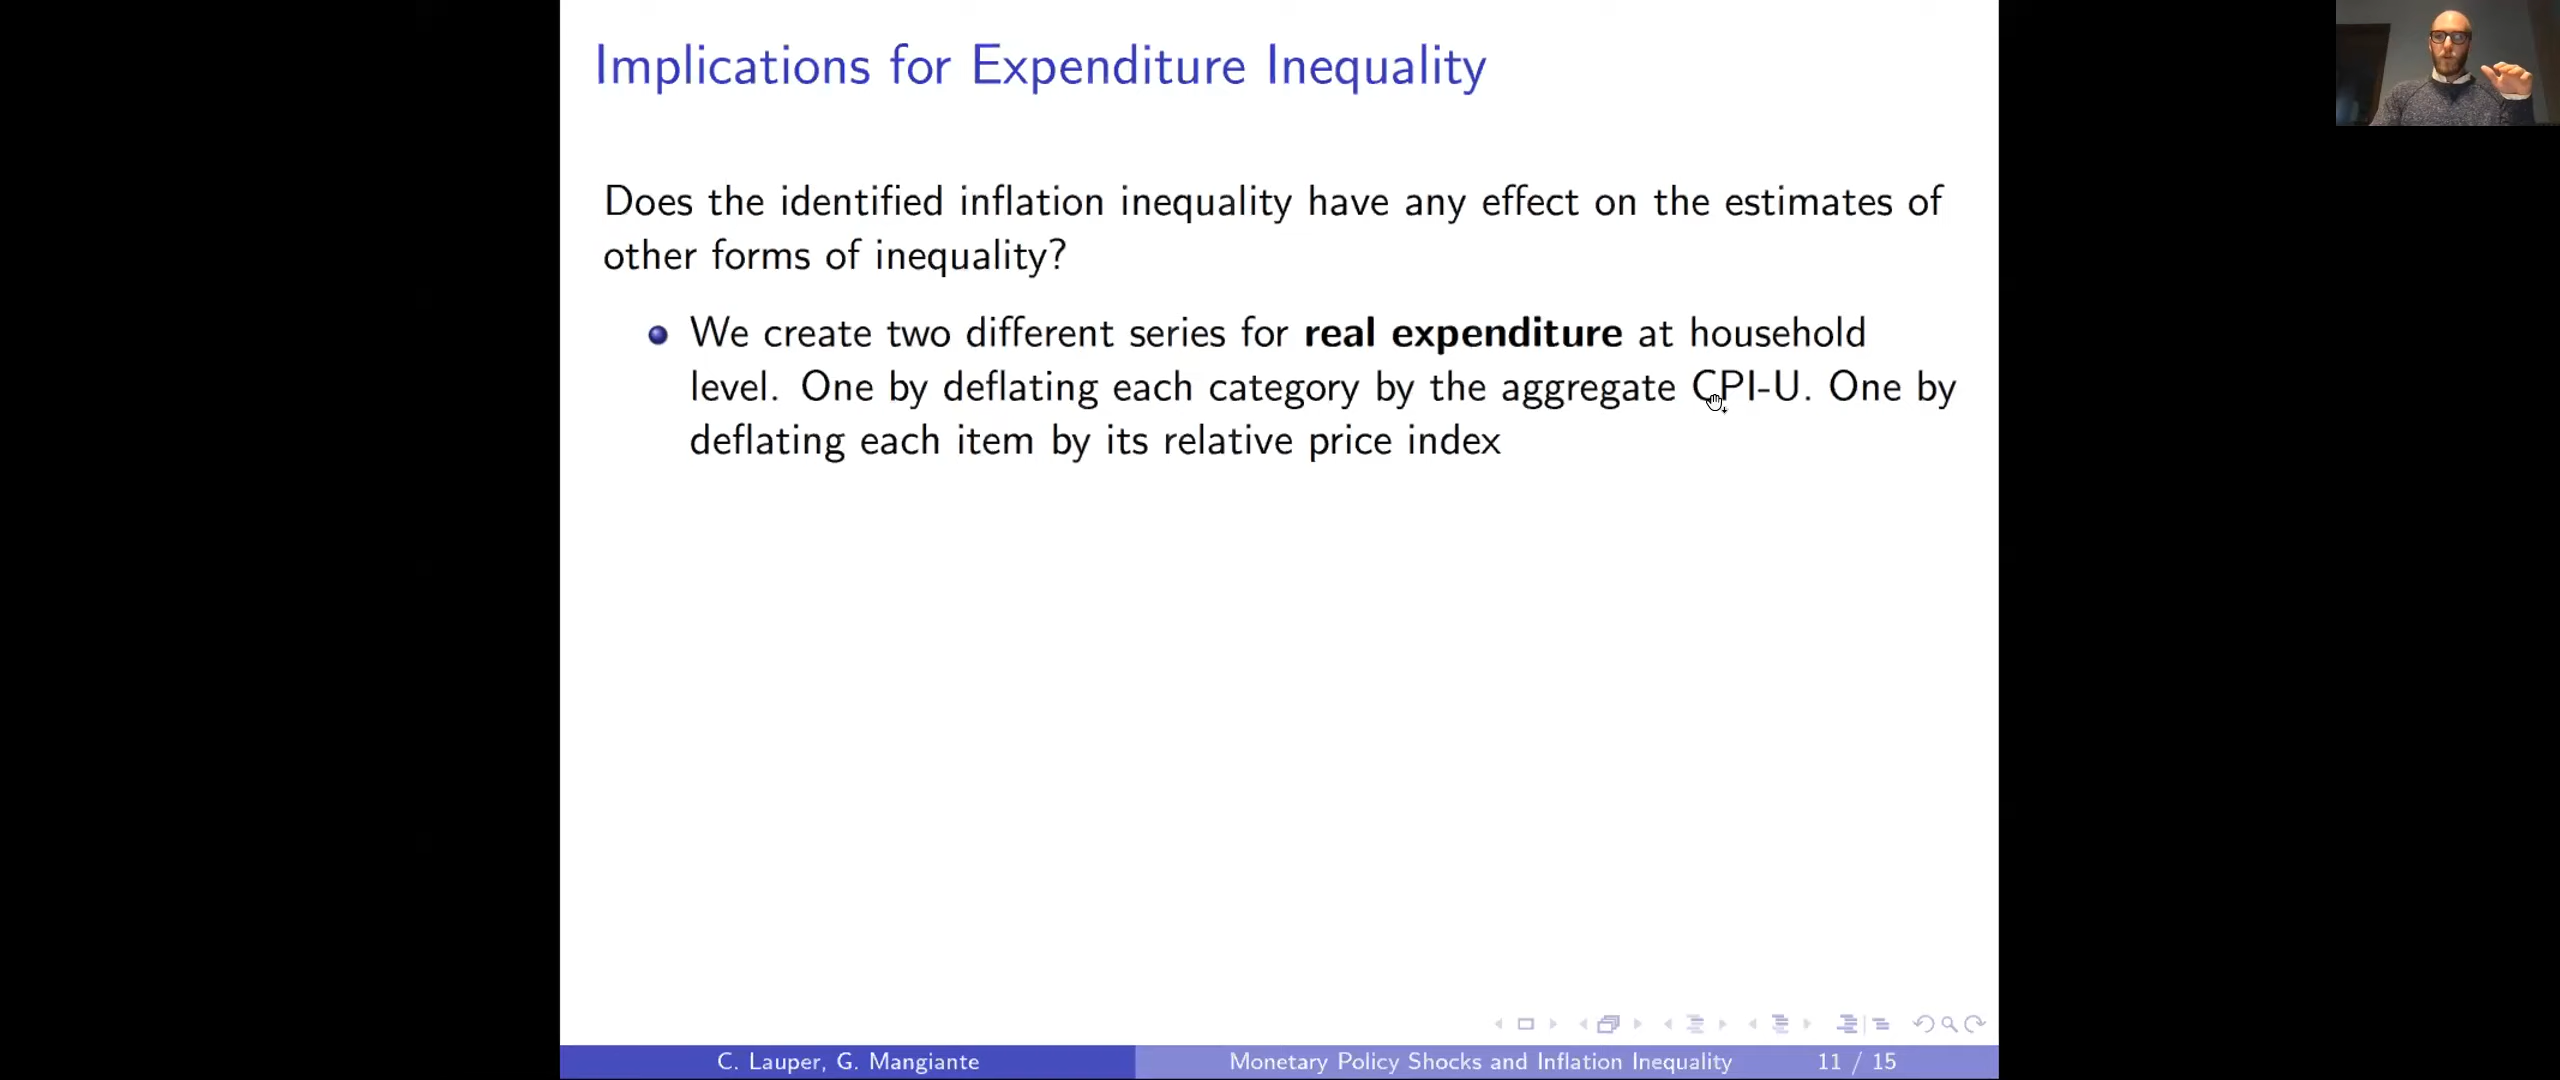 Implications for Expenditure Inequality
Does the identified inflation inequality have any effect on the estimates of
other forms of inequality?
We create two different series for real expenditure at household
level. One by deflating each category by the aggregate CPI-U. One by
deflating each item by its relative price index
C. Lauper, G. Mangiante
Monetary Policy Shocks and Inflation Inequality
11 / 15